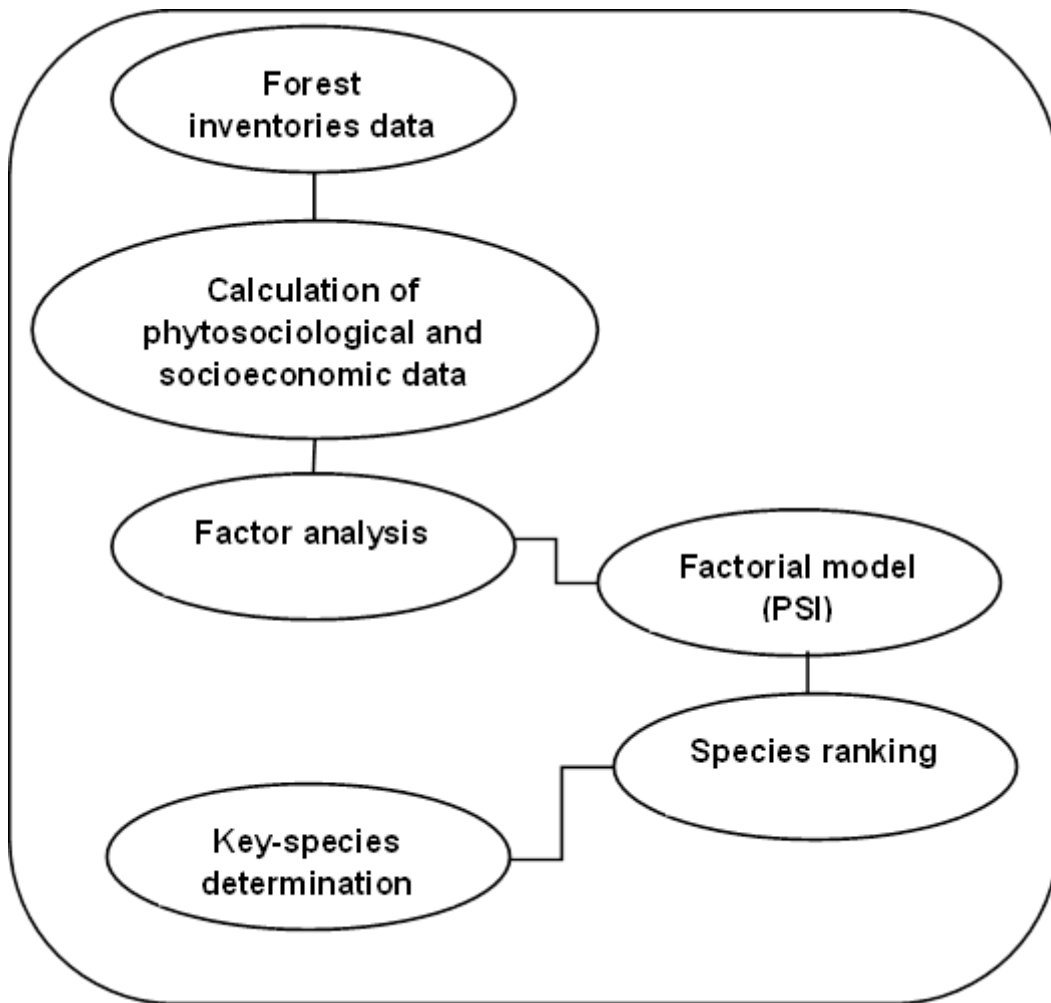 Forest
inventories data
Calculation of
phytosociological and
socioeconomic data
Factor analysis
Factorial model
(PSI)
Species ranking
Key-species
determination